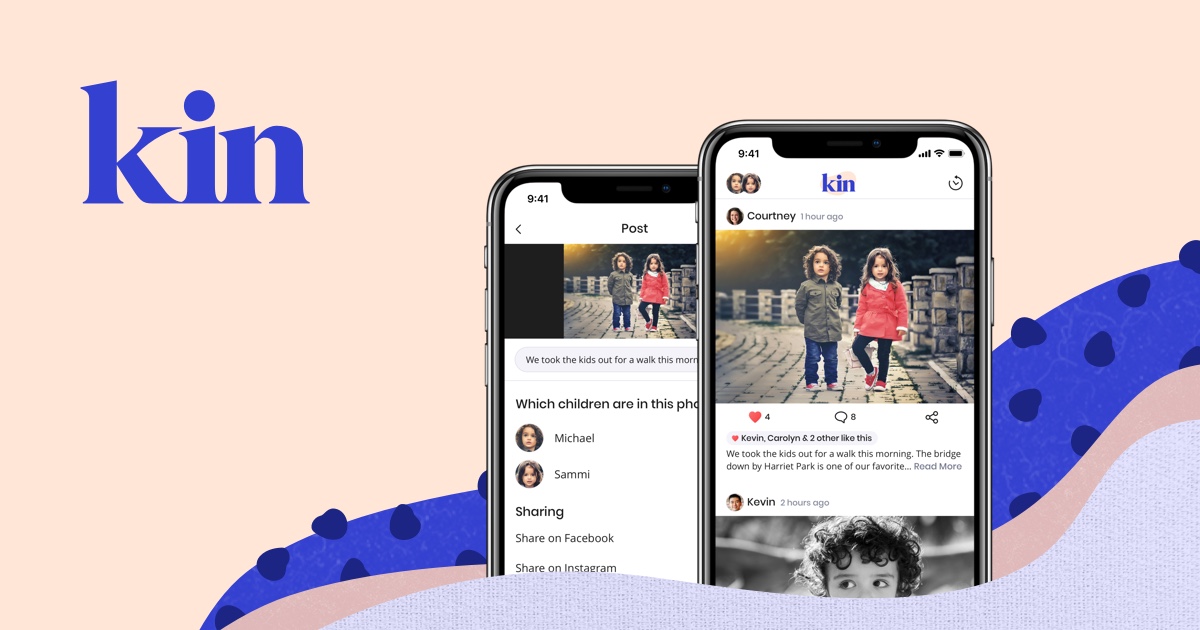 kin
9:41
Post
We took the kids out for a walk this morn
Which children are in this pho
Michael
Sammi
Sharing
Share on Facebook
Share on Instagram
9:41
kin
Courtney 1 hour ago
4 8
Kevin, Carolyn & 2 other like this
We took the kids out for a walk this morning. The bridge
down by Harriet Park is one of our favorite... Read More
Kevin 2 hours ago